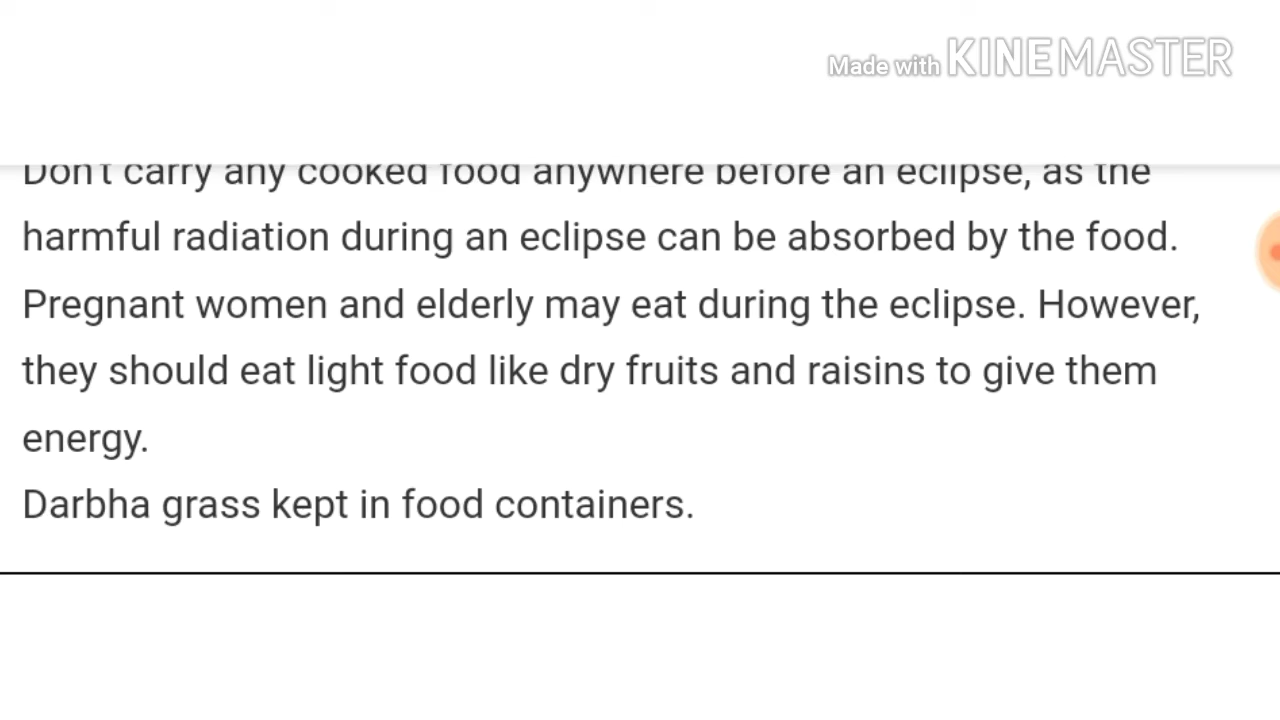 Made with KINEMASTER
Don't carry any cooked food anywhere before an eclipse, as the
harmful radiation during an eclipse can be absorbed by the food.
Pregnant women and elderly may eat during the eclipse. However,
they should eat light food like dry fruits and raisins to give them
energy.
Darbha grass kept in food containers.